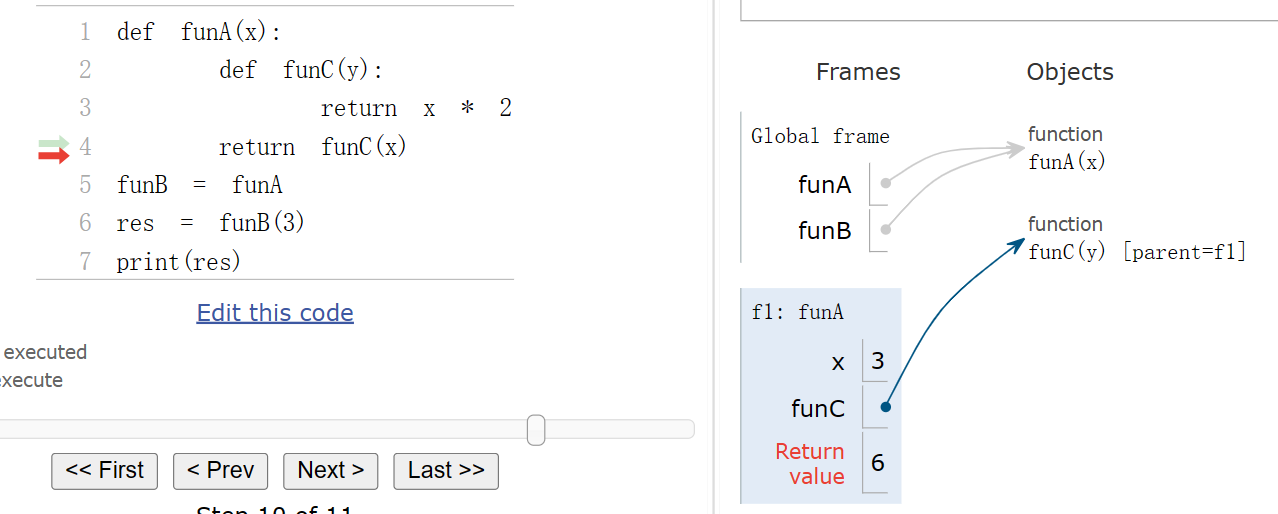 1 def funA(x):
2 def funC(y):
3 return x * 2
4 return funC(x)
5 funB = funA
6 res = funB(3)
7 print(res)
Edit this code
executed
execute
<< First < Prev Next > Last >>
Step 10 of 11
Frames Objects
Global frame
funA
funB
function
funA(x)
function
funC(y) [parent=f1]
f1: funA
x 3
funC
Return
value 6